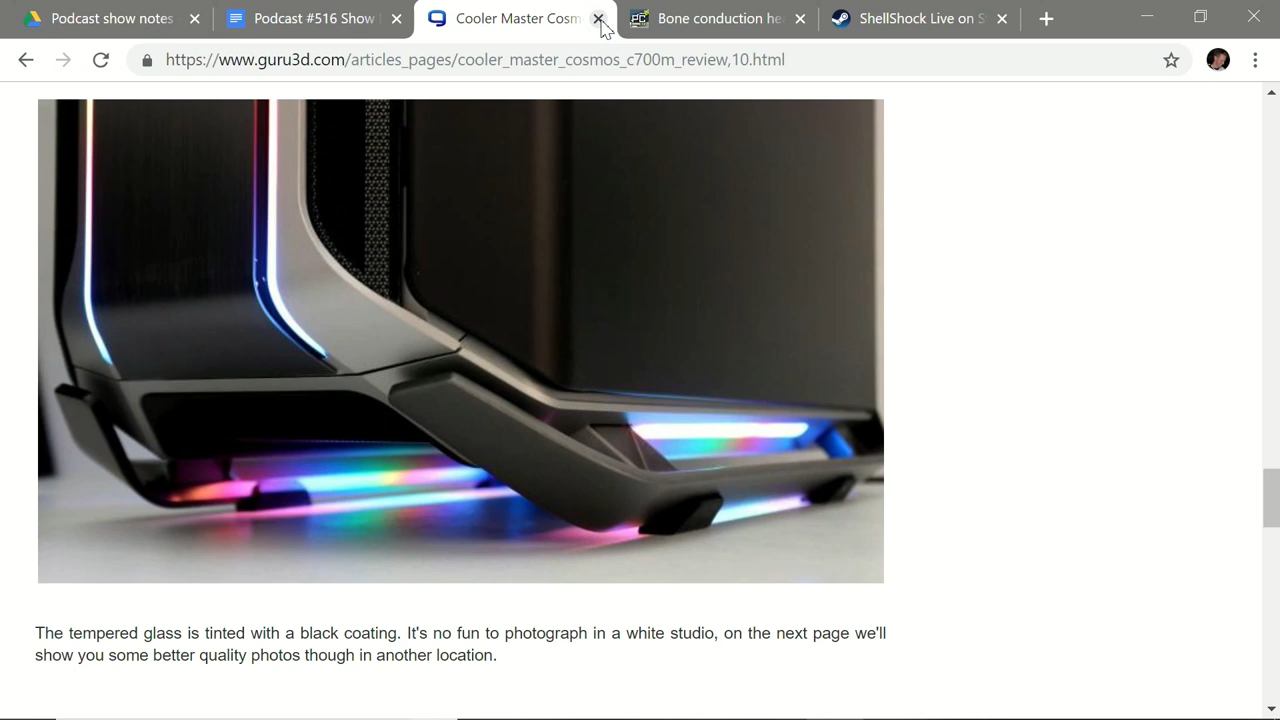 Podcast show notes
Podcast #516 Show
Cooler Master Cosm
Bone conduction he
ShellShock Live on S
https://www.guru3d.com/articles_pages/cooler_master_cosmos_c700m_review,10.html
The tempered glass is tinted with a black coating. It's no fun to photograph in a white studio, on the next page we'll
show you some better quality photos though in another location.